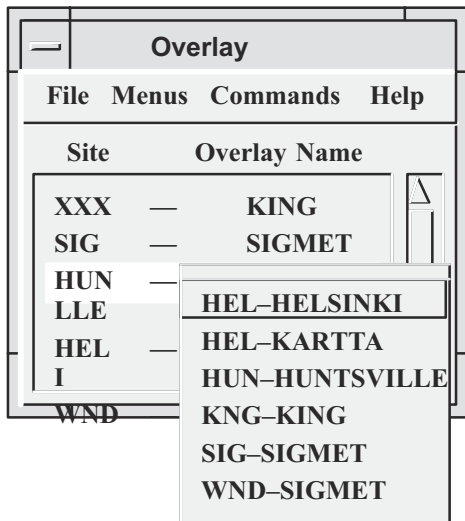 Overlay
File Menus Commands Help
Site Overlay Name
XXX — KING
SIG — SIGMET
HUN —
LLE
HEL —
I
WND
HEL–HELSINKI
HEL–KARTTA
HUN–HUNTSVILLE
KNG–KING
SIG–SIGMET
WND–SIGMET